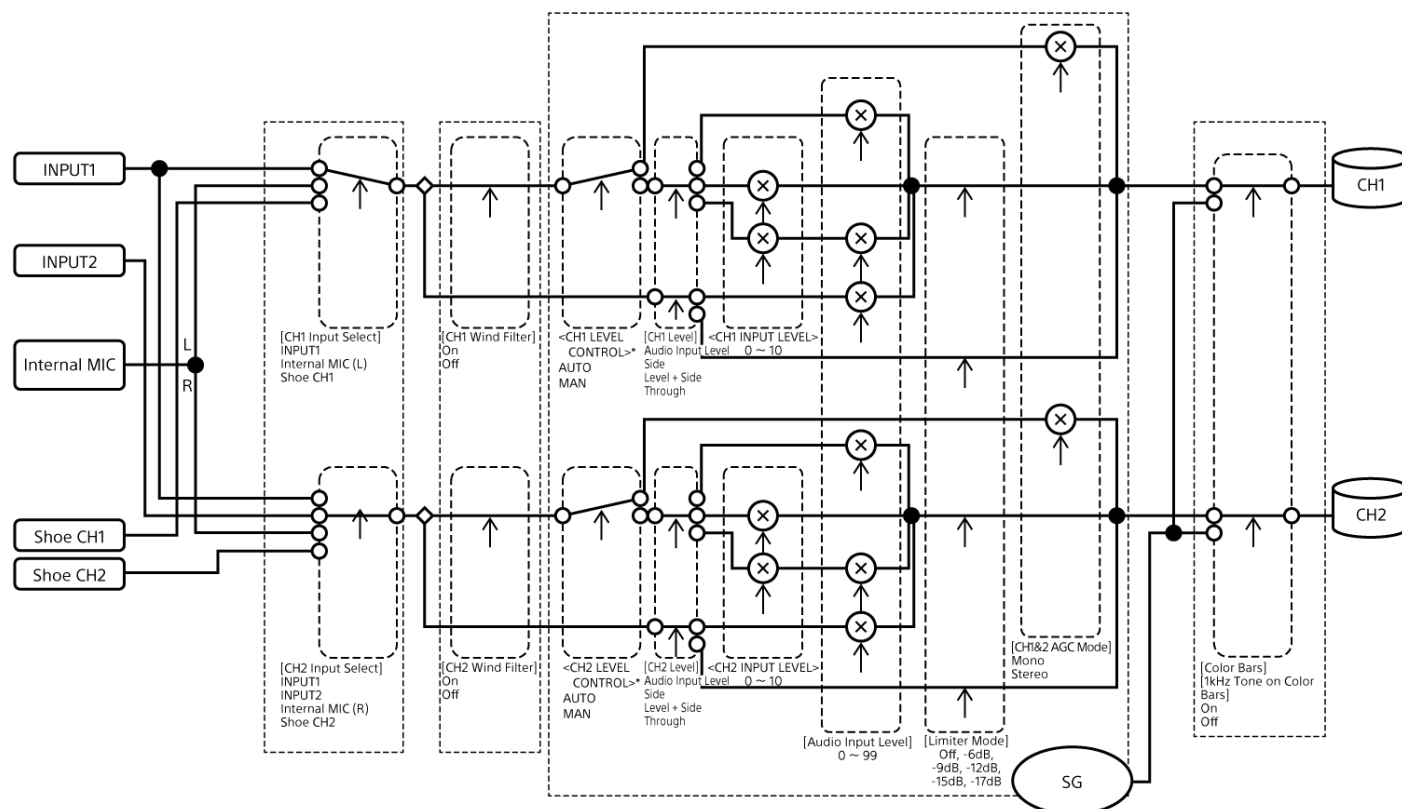 INPUT1
INPUT2
Internal MIC
L
R
Shoe CH1
Shoe CH2
[CH1 Input Select]
INPUT1
Internal MIC (L)
Shoe CH1
[CH1 Wind Filter]
On
Off
<CH1 LEVEL
CONTROL>*
AUTO
MAN
[CH1 Level]
Audio Input Level
Side
Level + Side
Through
<CH1 INPUT LEVEL>
0 ~ 10
CH1
[CH2 Input Select]
INPUT1
INPUT2
Internal MIC (R)
Shoe CH2
[CH2 Wind Filter]
On
Off
<CH2 LEVEL
CONTROL>*
AUTO
MAN
[CH2 Level]
Audio Input Level
Side
Level + Side
Through
<CH2 INPUT LEVEL>
0 ~ 10
[Audio Input Level]
0 ~ 99
[Limiter Mode]
Off, -6dB,
-9dB, -12dB,
-15dB, -17dB
[CH1&2 AGC Mode]
Mono
Stereo
SG
[Color Bars]
[1kHz Tone on Color
Bars]
On
Off
CH2